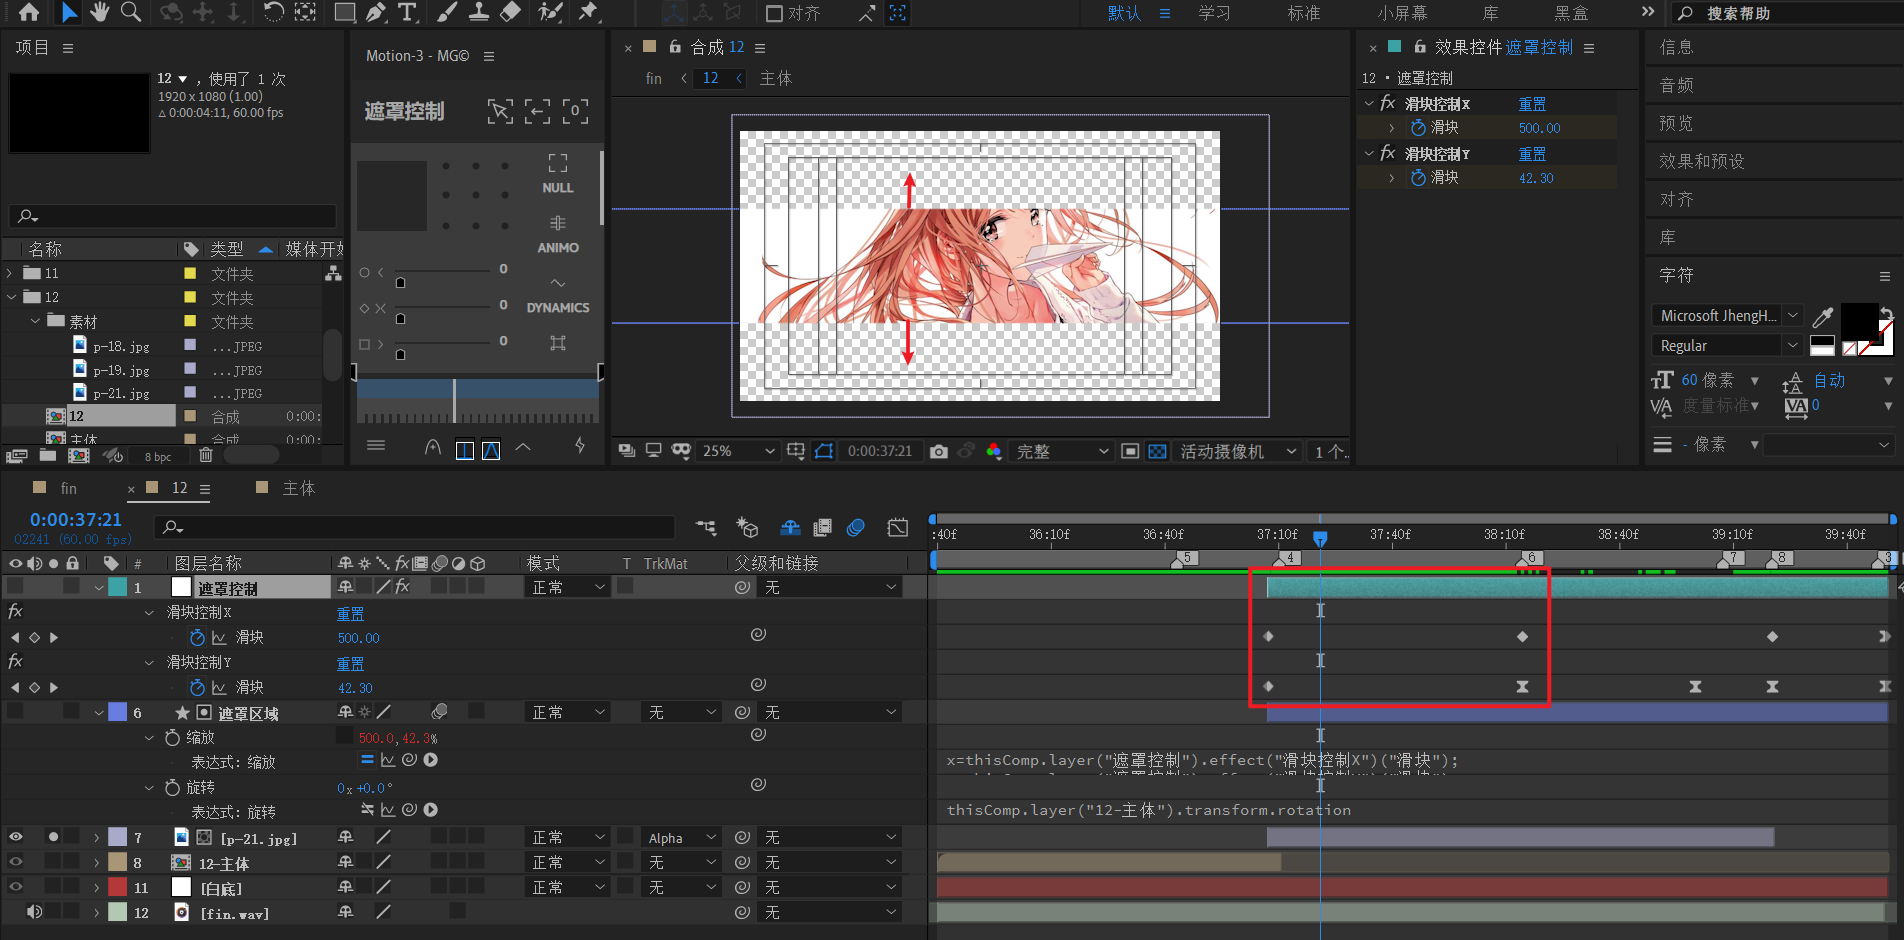 对齐
默认
学习
标准
小屏幕
库
黑盒
搜索帮助
项目
12 ▼ ，使用了 1 次
1920 x 1080 (1.00)
Δ 0:00:04:11, 60.00 fps
名称
类型
媒体开始
11
文件夹
12
文件夹
素材
文件夹
p-18.jpg
...JPEG
p-19.jpg
...JPEG
p-21.jpg
...JPEG
12
合成
0:00:
主体
合成
0:00:
8 bpc
Motion-3 - MG©
遮罩控制
NULL
ANIMO
0
0
DYNAMICS
0
合成 12
fin
12
主体
25%
0:00:37:21
完整
活动摄像机
1 个..
效果控件 遮罩控制
12 · 遮罩控制
fx 滑块控制X 重置
滑块 500.00
fx 滑块控制Y 重置
滑块 42.30
信息
音频
预览
效果和预设
对齐
库
字符
Microsoft JhengH...
Regular
60 像素
自动
度量标准
0
- 像素
fin
12
主体
0:00:37:21
02241 (60.00 fps)
# 图层名称 模式 T TrkMat 父级和链接
:40f 36:10f 36:40f 37:10f 37:40f 38:10f 38:40f 39:10f 39:40f
5 4 6 7 8 3
1 遮罩控制 正常 无
fx 滑块控制X 重置
滑块 500.00
fx 滑块控制Y 重置
滑块 42.30
6 遮罩区域 正常 无 无
缩放 500.0,42.3%
表达式: 缩放
x=thisComp.layer("遮罩控制").effect("滑块控制X")("滑块");
旋转 0x+0.0°
表达式: 旋转
thisComp.layer("12-主体").transform.rotation
7 [p-21.jpg] 正常 Alpha 无
8 12-主体 正常 无 无
11 [白底] 正常 无 无
12 [fin.wav] 无